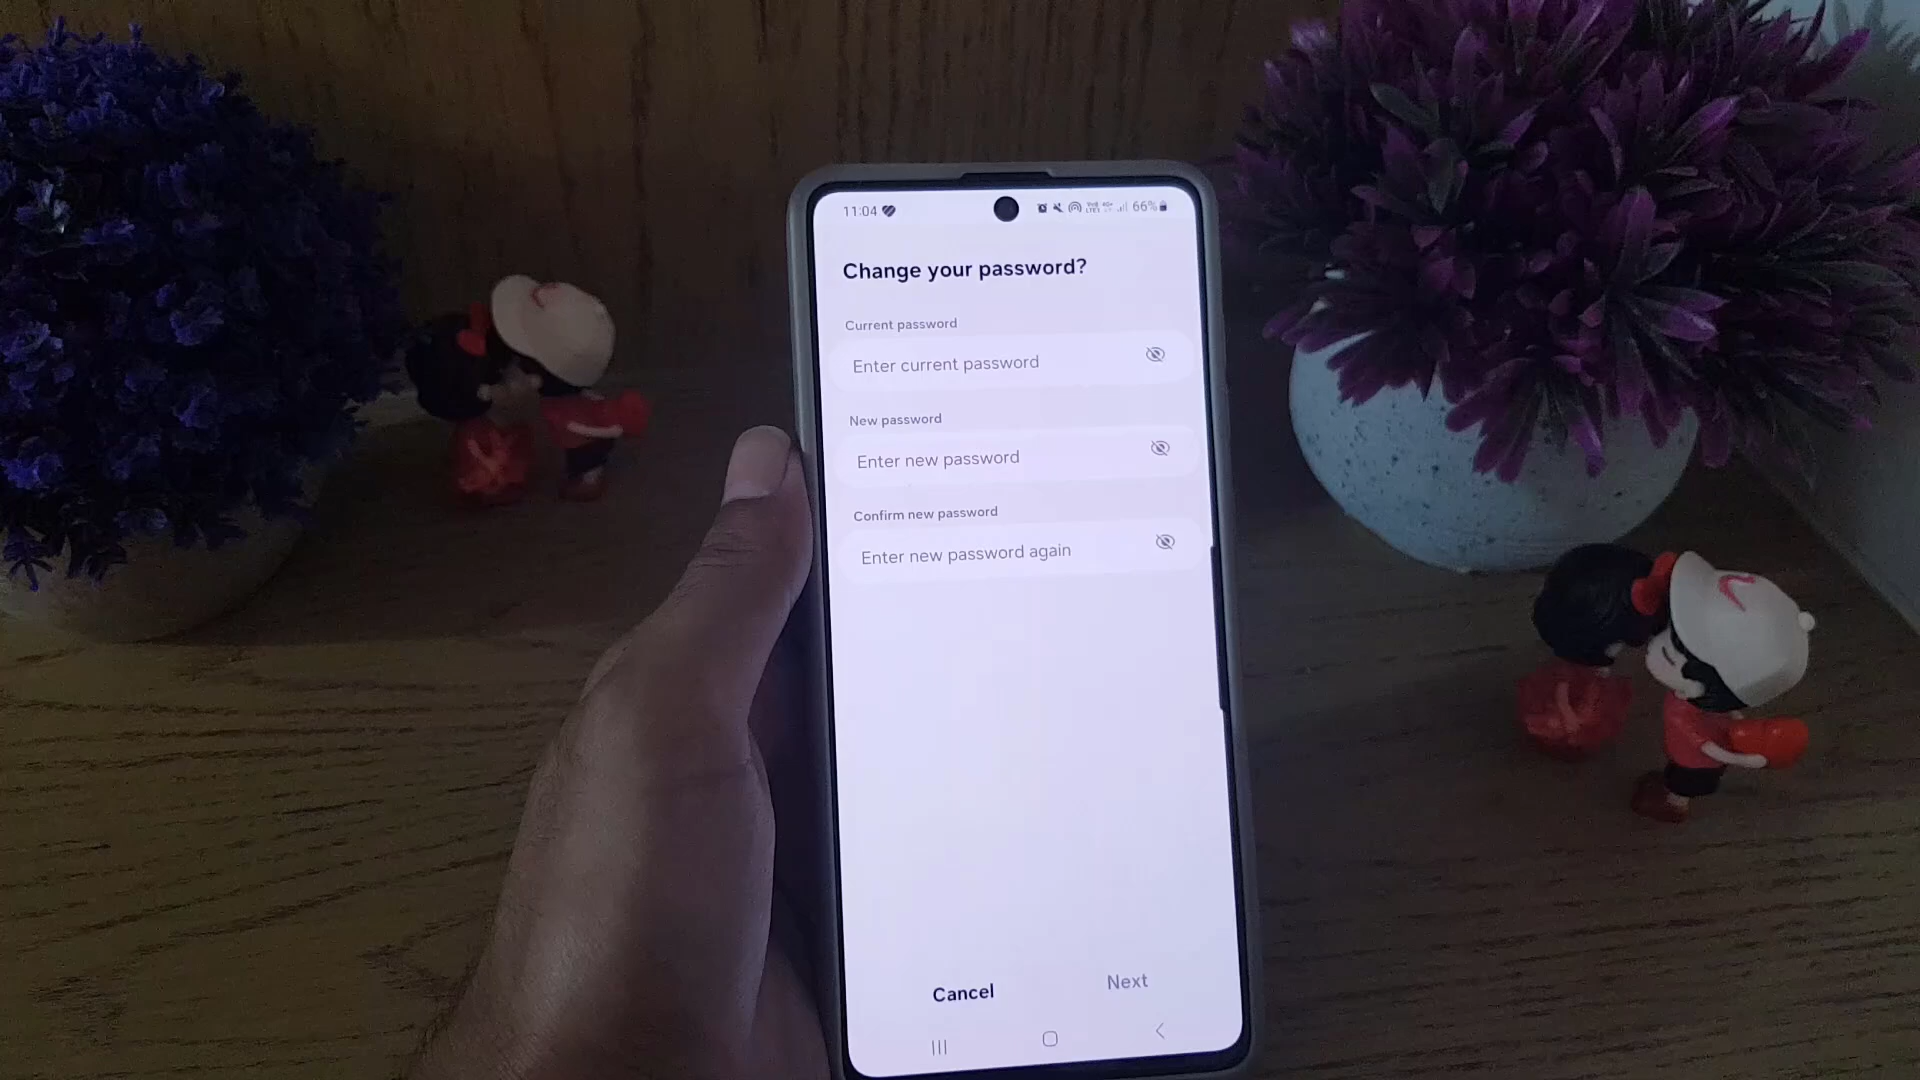 11:04 66%
Change your password?
Current password
Enter current password
New password
Enter new password
Confirm new password
Enter new password again
Cancel Next